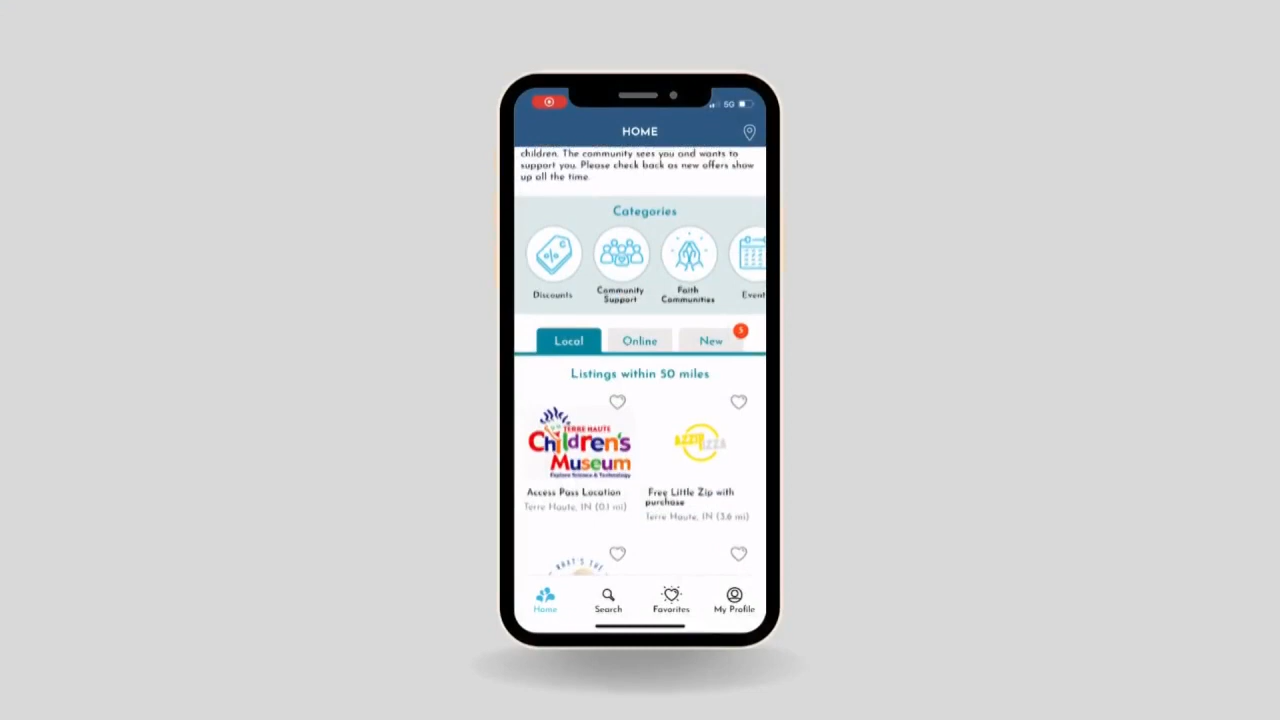 5G
HOME
children. The community sees you and wants to
support you. Please check back as new offers show
up all the time.
Categories
Discounts
Community
Support
Faith
Communities
Event
Local
Online
New
Listings within 50 miles
TERRE HAUTE
Children's
Museum
Explore Science & Technology
Access Pass Location
Terre Haute, IN (0.1 mi)
Free Little Zip with
purchase
Terre Haute, IN (3.6 mi)
WHAT'S THE
Home
Search
Favorites
My Profile